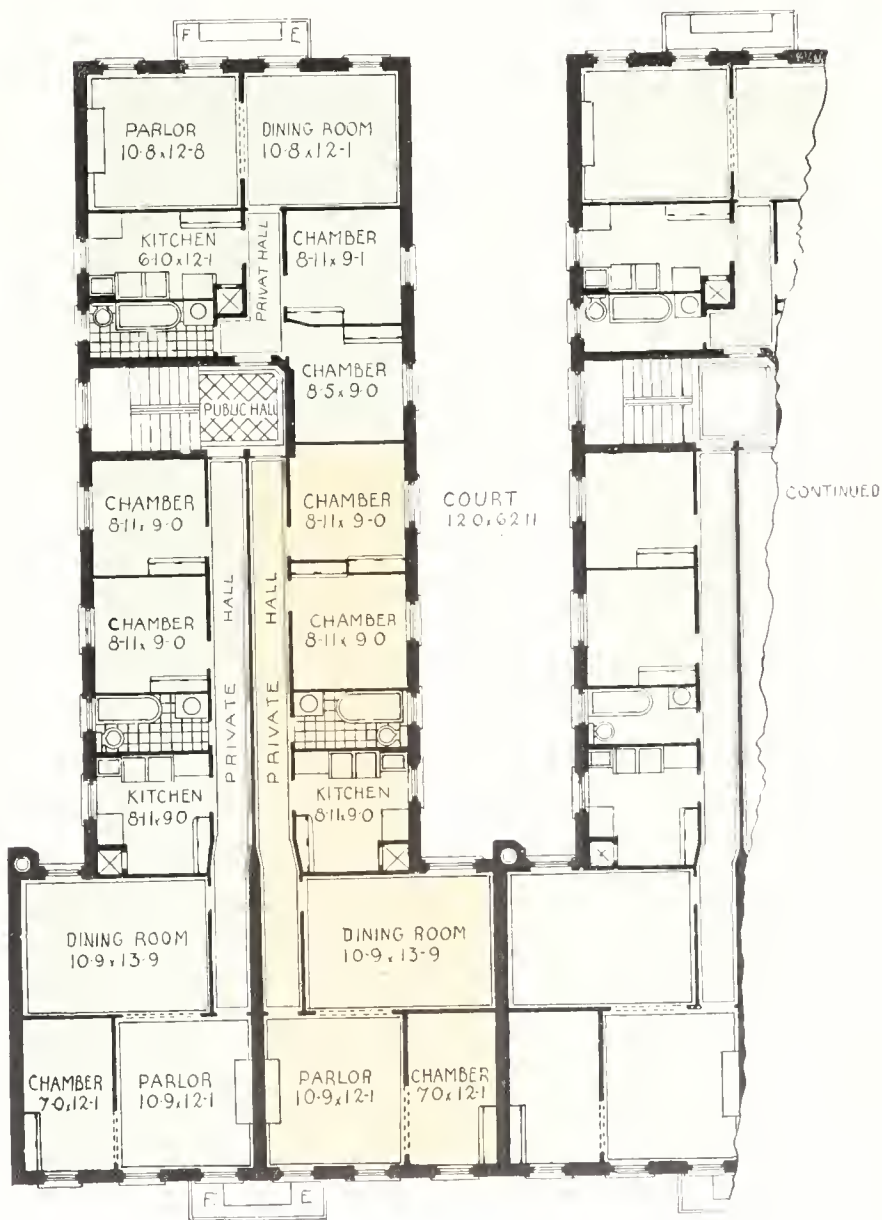 F E
PARLOR
10·8 x 12-8
DINING ROOM
10·8 x 12-1
KITCHEN
6·10 x 12-1
PRIVAT HALL
CHAMBER
8-11 x 9-1
CHAMBER
8·5 x 9·0
PUBLIC HALL
CHAMBER
8-11 x 9·0
CHAMBER
8-11 x 9-0
COURT
12 0 x 62 11
CONTINUED
CHAMBER
8-11 x 9·0
CHAMBER
8-11 x 9 0
PRIVATE HALL
PRIVATE HALL
KITCHEN
8-11 x 9 0
KITCHEN
8·11 x 9·0
DINING ROOM
10·9 x 13·9
DINING ROOM
10·9 x 13-9
CHAMBER
7·0 x 12·1
PARLOR
10·9 x 12·1
PARLOR
10·9 x 12·1
CHAMBER
7 0 x 12·1
F. E